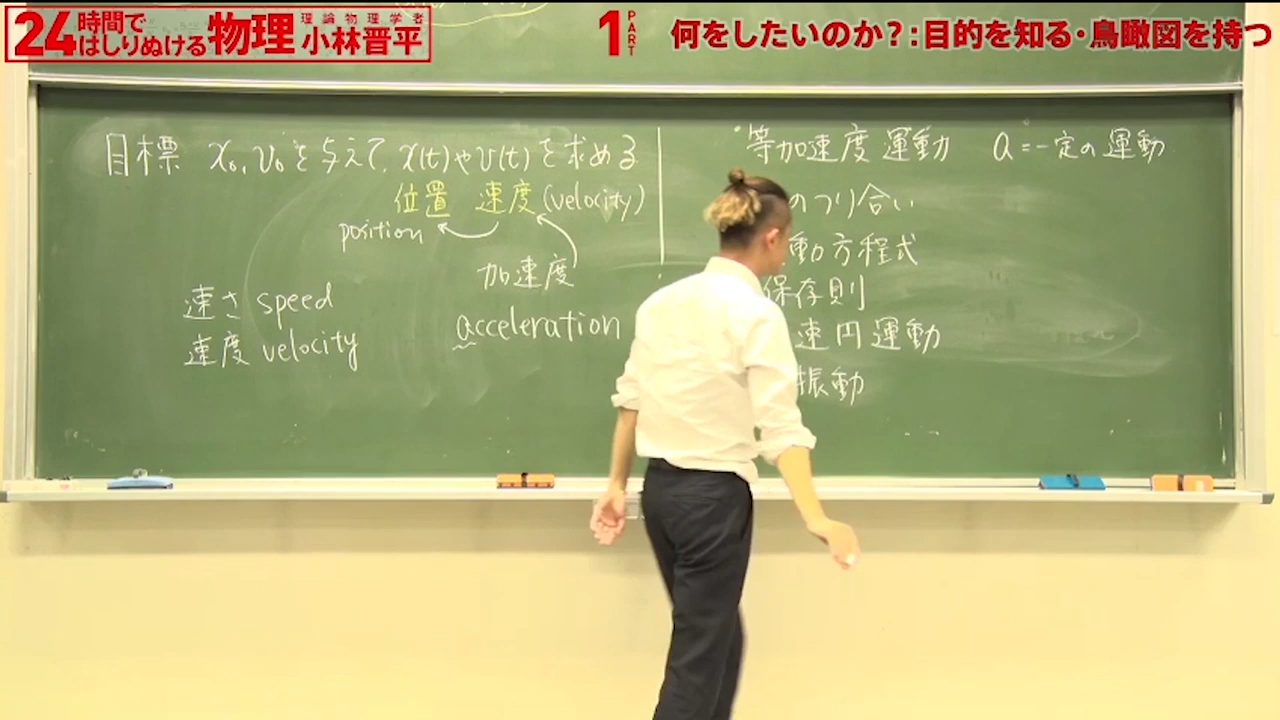 24時間ではしりぬける物理
理論物理学者
小林晋平
1 PART
何をしたいのか?:目的を知る・鳥瞰図を持つ
目標 x₀, v₀を与えて, x(t)やv(t)を求める
位置 速度(velocity)
position
加速度
速さ speed
acceleration
速度 velocity
等加速度運動 a=一定の運動
のつり合い
動方程式
保存則
速円運動
振動